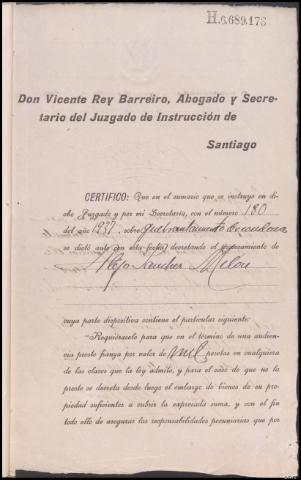 H.6.689.173
Don Vicente Rey Barreiro, Abogado y Secre-
tario del Juzgado de Instrucción de
Santiago
CERTIFICO: Que en el sumario que se instruye en di-
cho Juzgado y por mi Secretaría, con el número 180
del año 1937 sobre quebrantamiento de condena,
se dictó auto con esta fecha, decretando el procesamiento de
Alejo Sanchez
cuya parte dispositiva contiene el particular siguiente:
«Requiérasele para que en el término de una audien-
cia preste fianza por valor de mil pesetas en cualquiera
de las clases que la ley admite, y para el caso de que no la
preste se decreta desde luego el embargo de bienes de su pro-
piedad suficientes a cubrir la expresada suma, y con el fin
todo ello de asegurar las responsabilidades pecuniarias que por